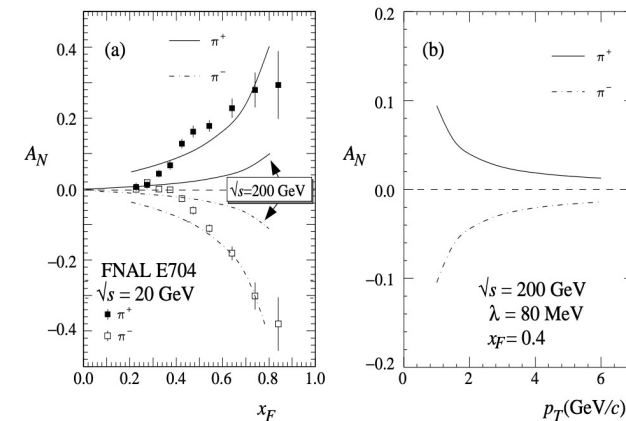 (a)
π⁺
π⁻
A_N
0.4
0.2
0.0
−0.2
−0.4
√s=200 GeV
FNAL E704
√s = 20 GeV
π⁺
π⁻
0.0
0.2
0.4
0.6
0.8
1.0
x_F
(b)
π⁺
π⁻
A_N
0.2
0.1
0.0
-0.1
-0.2
√s = 200 GeV
λ = 80 MeV
x_F = 0.4
0
2
4
6
p_T(GeV/c)